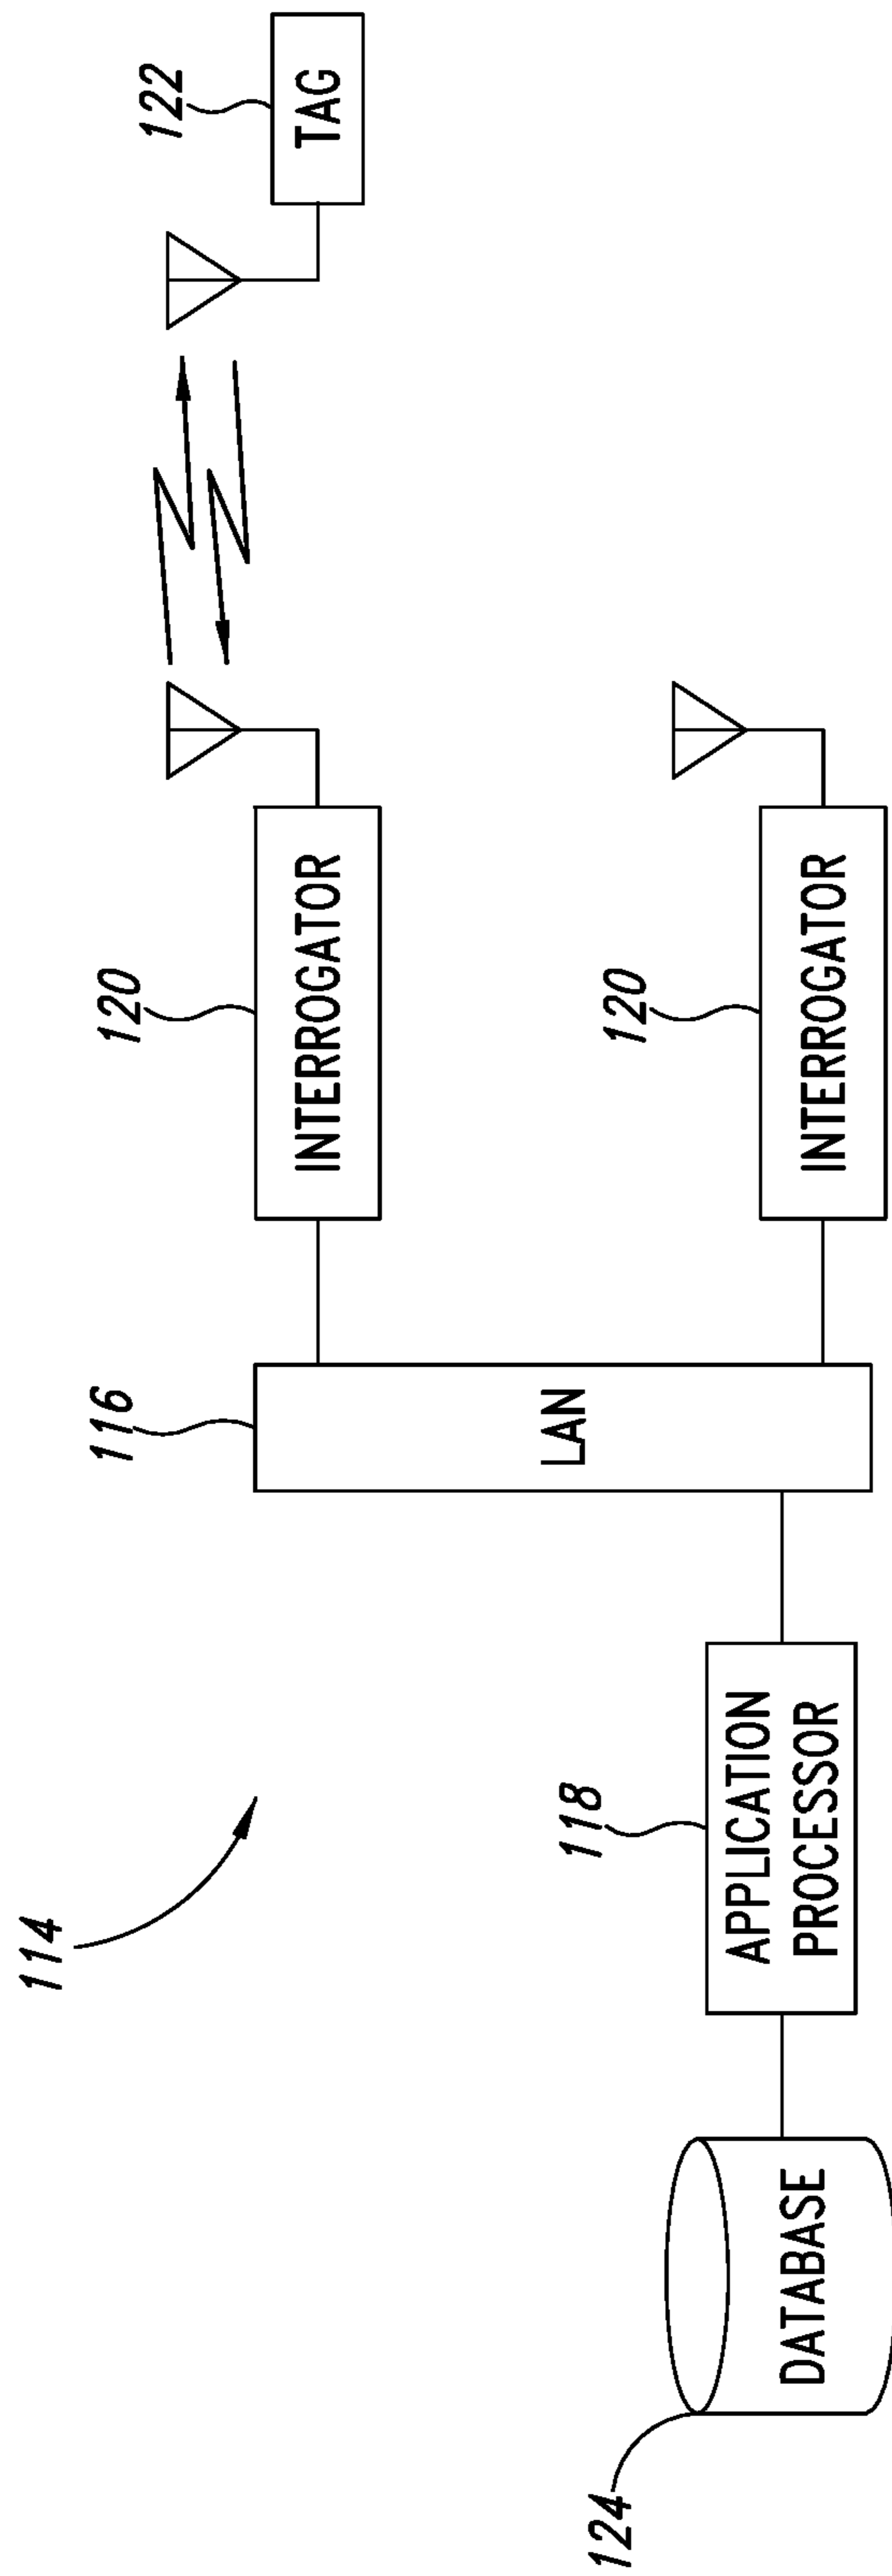 114
122
TAG
120
INTERROGATOR
116
LAN
120
INTERROGATOR
118
APPLICATION
PROCESSOR
124
DATABASE